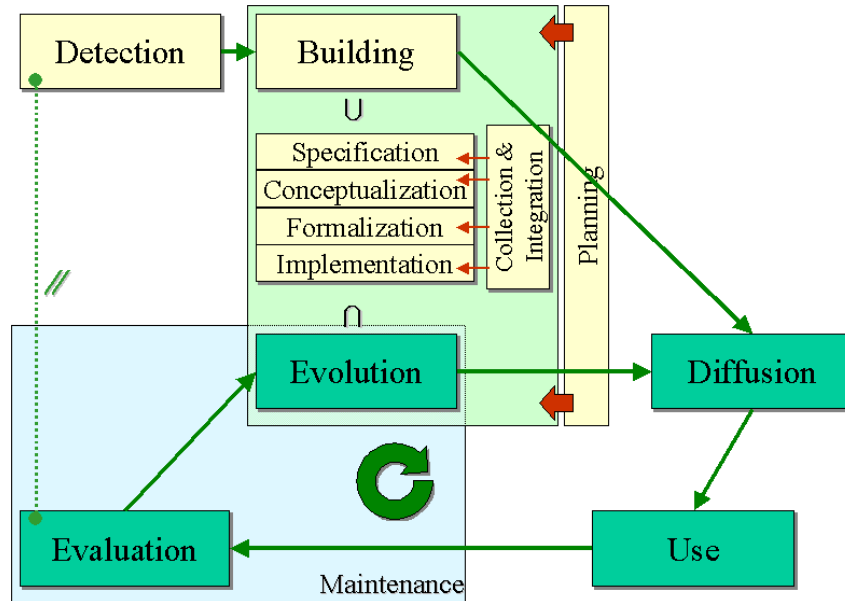 Detection
Building
∪
Specification
Conceptualization
Formalization
Implementation
Collection &
Integration
Planning
//
∩
Evolution
Diffusion
Evaluation
Use
Maintenance